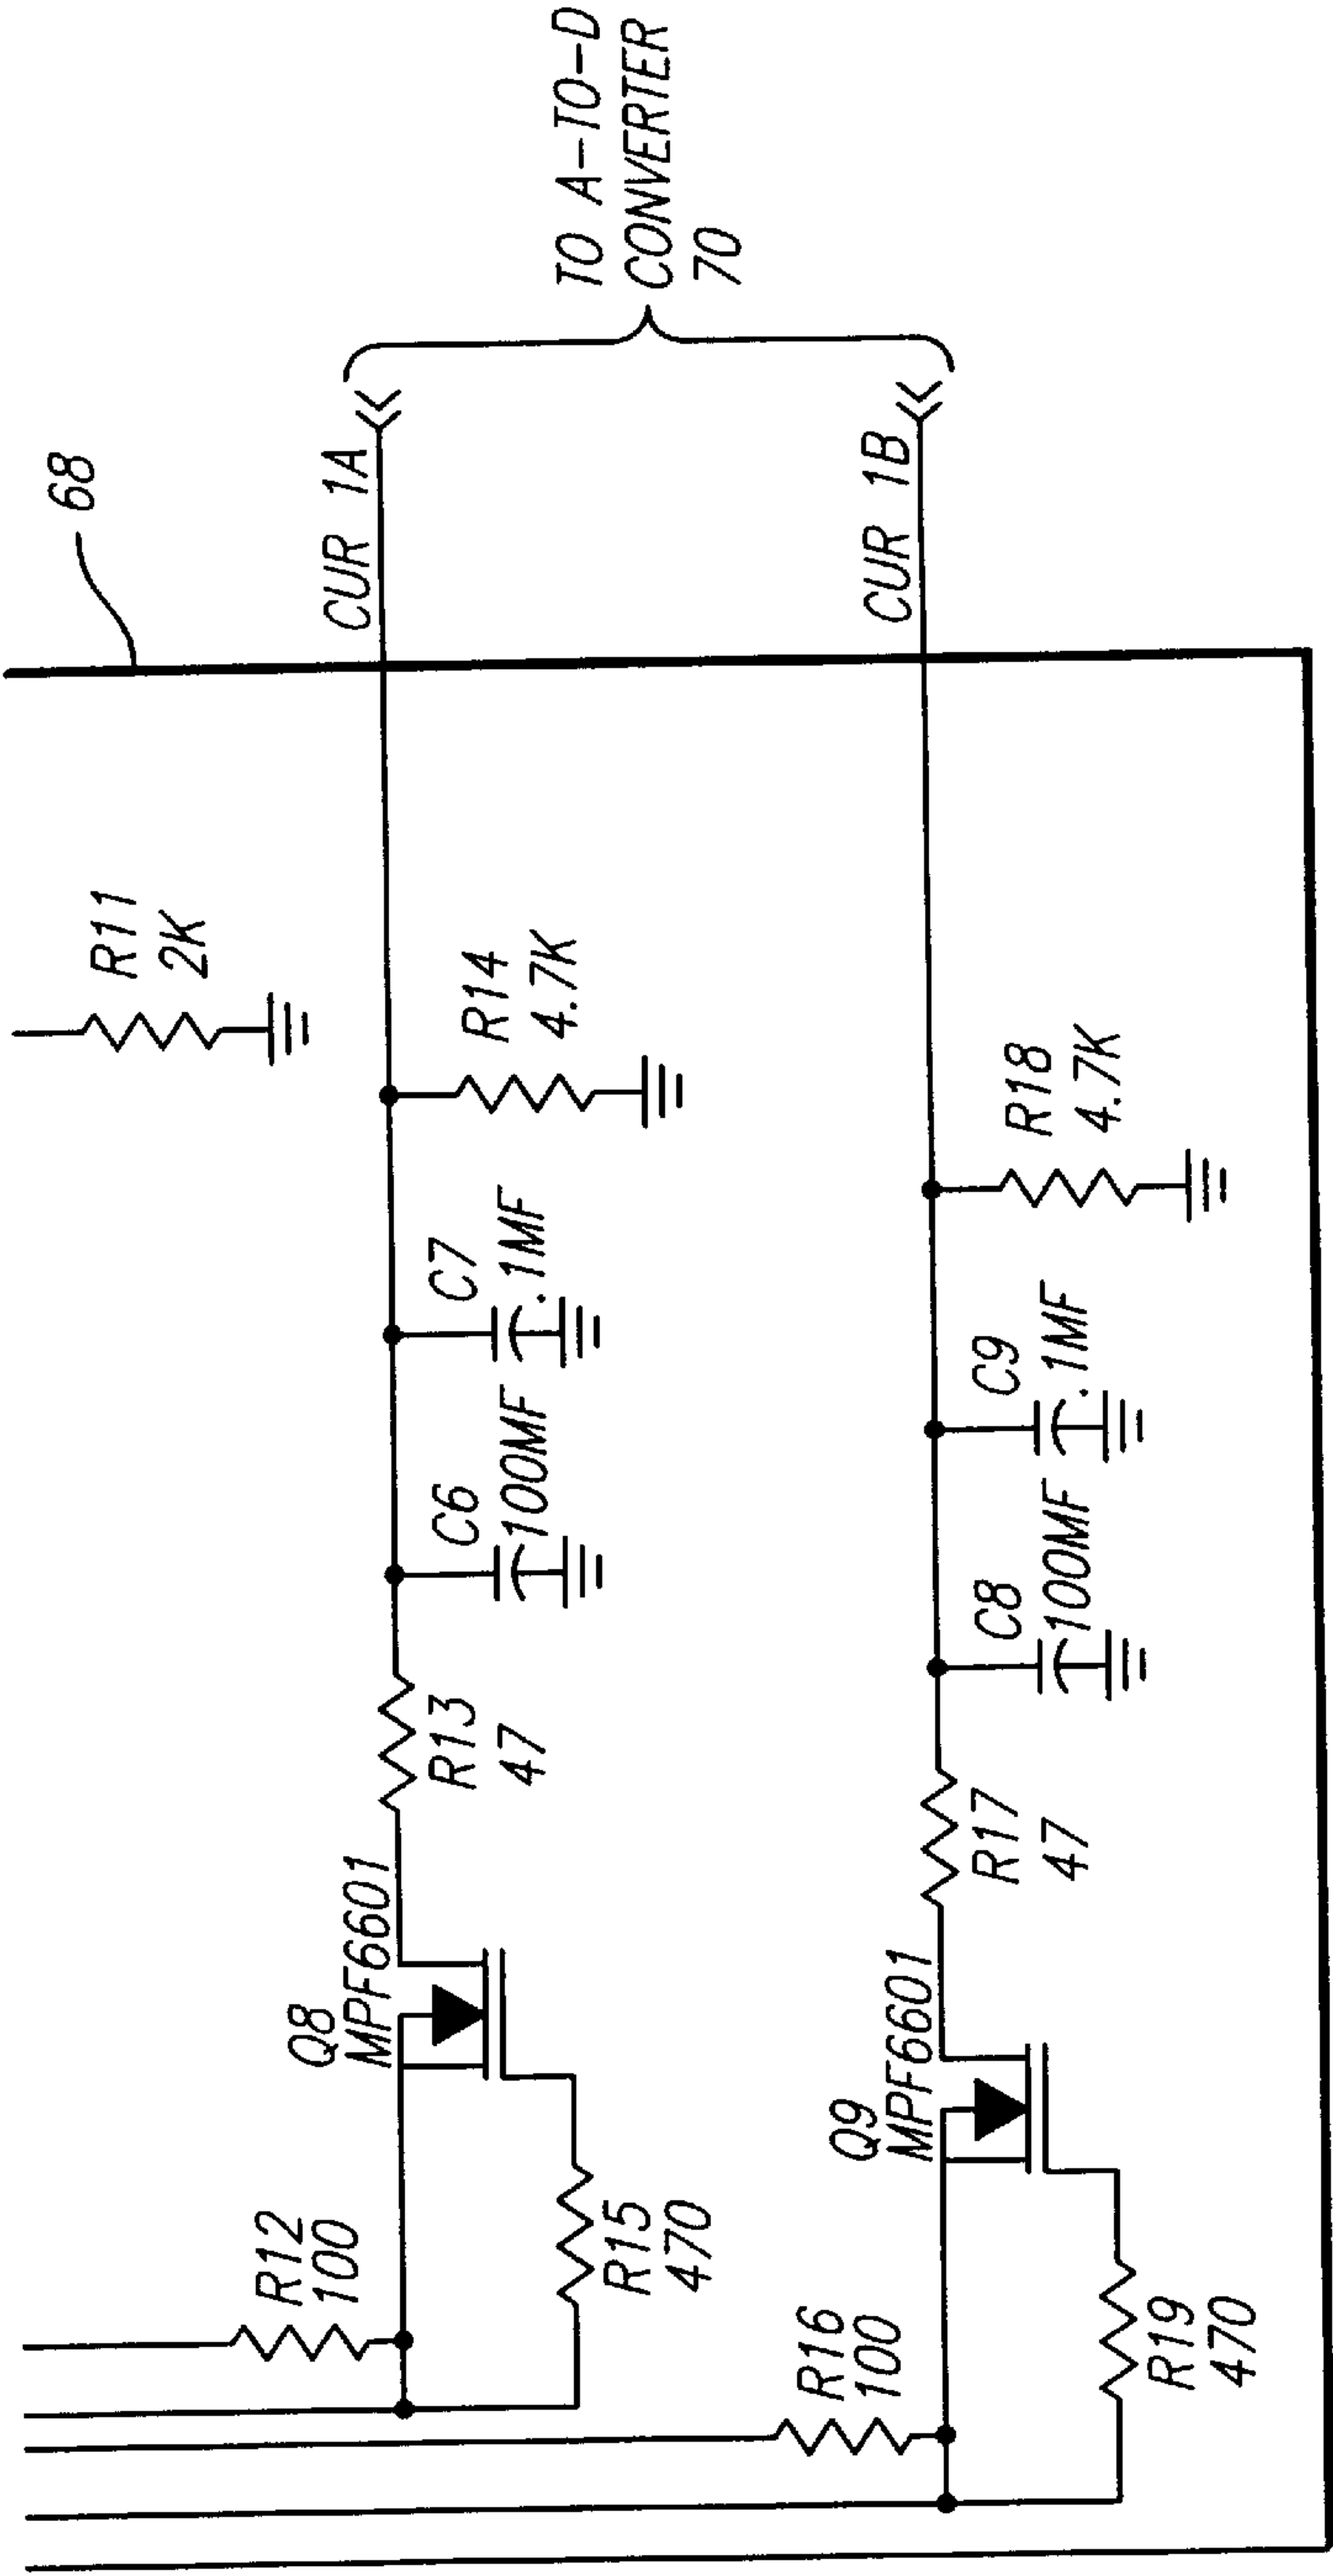 68
R11
2K
CUR 1A
TO A-TO-D
CONVERTER
70
R12
100
Q8
MPF6601
R13
47
C6
100MF
C7
.1MF
R14
4.7K
R15
470
CUR 1B
R16
100
Q9
MPF6601
R17
47
C8
100MF
C9
.1MF
R18
4.7K
R19
470